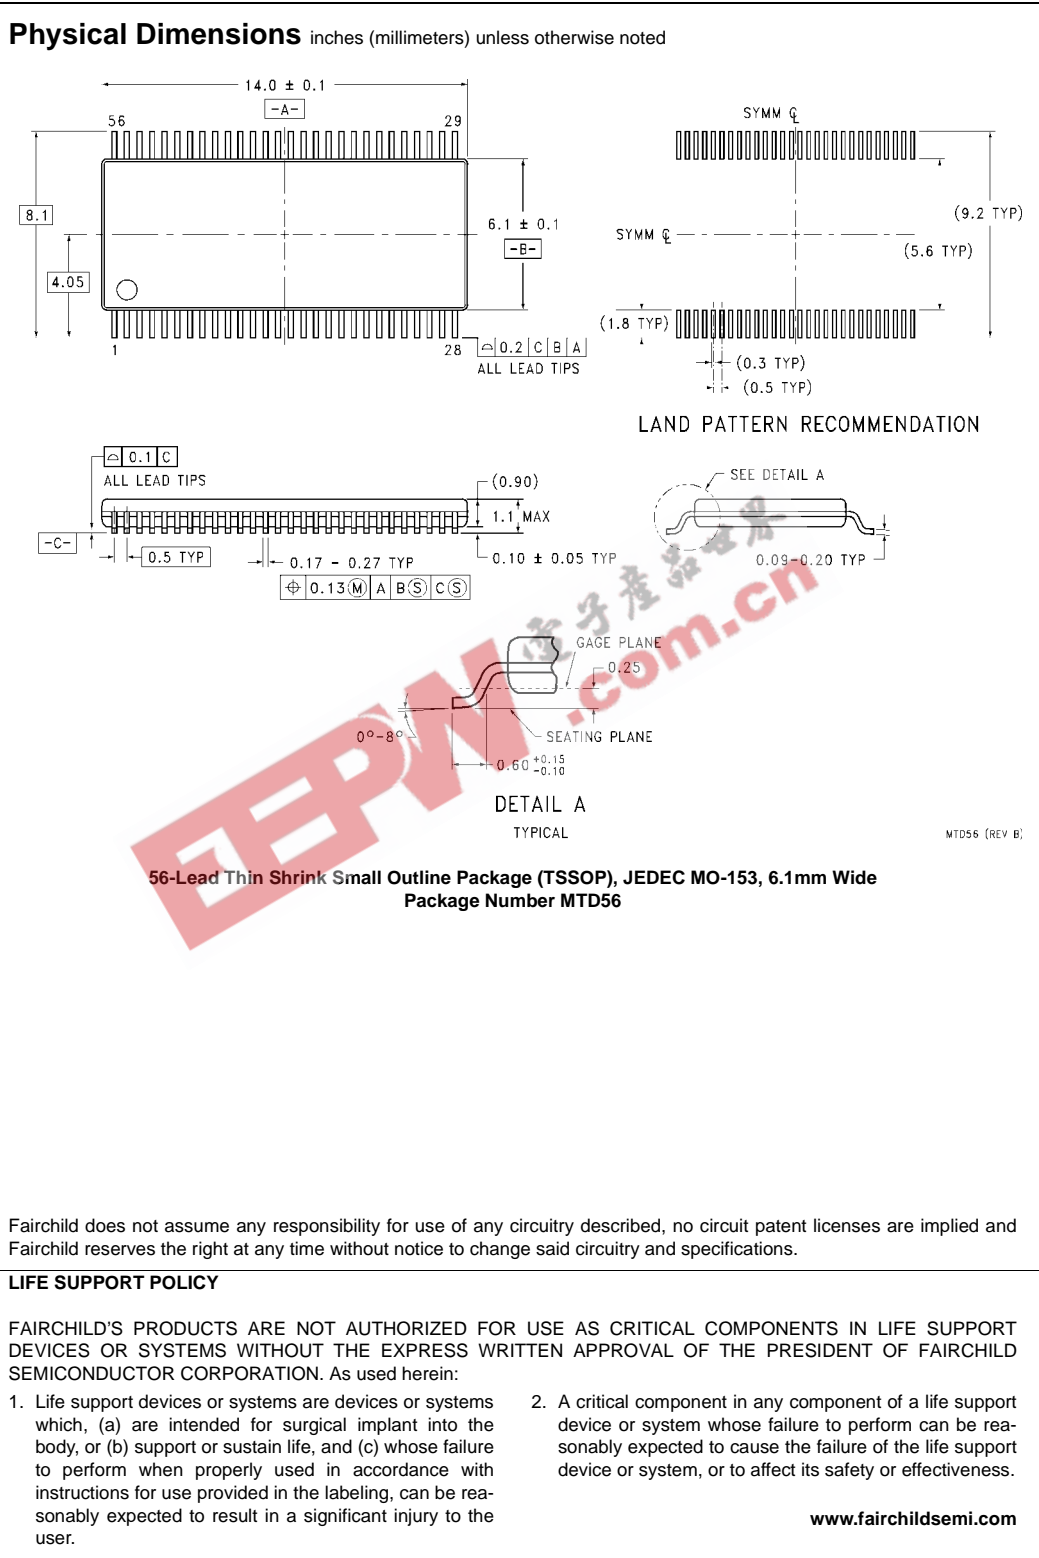 Physical Dimensions inches (millimeters) unless otherwise noted
14.0 ± 0.1
-A-
56
29
8.1
4.05
6.1 ± 0.1
-B-
1
28
⌓ 0.2 C B A
ALL LEAD TIPS
SYMM ℄
SYMM ℄
(9.2 TYP)
(5.6 TYP)
(1.8 TYP)
(0.3 TYP)
(0.5 TYP)
LAND PATTERN RECOMMENDATION
⌓ 0.1 C
ALL LEAD TIPS
(0.90)
1.1 MAX
-C-
0.5 TYP
0.17 - 0.27 TYP
0.10 ± 0.05 TYP
⌖ 0.13Ⓜ A BⓈ CⓈ
SEE DETAIL A
0.09-0.20 TYP
GAGE PLANE
0.25
0°-8°
SEATING PLANE
0.60 +0.15 -0.10
DETAIL A
TYPICAL
MTD56 (REV B)
EEPW.com.cn
電子產品世界
56-Lead Thin Shrink Small Outline Package (TSSOP), JEDEC MO-153, 6.1mm Wide
Package Number MTD56
Fairchild does not assume any responsibility for use of any circuitry described, no circuit patent licenses are implied and
Fairchild reserves the right at any time without notice to change said circuitry and specifications.
LIFE SUPPORT POLICY
FAIRCHILD'S PRODUCTS ARE NOT AUTHORIZED FOR USE AS CRITICAL COMPONENTS IN LIFE SUPPORT
DEVICES OR SYSTEMS WITHOUT THE EXPRESS WRITTEN APPROVAL OF THE PRESIDENT OF FAIRCHILD
SEMICONDUCTOR CORPORATION. As used herein:
1. Life support devices or systems are devices or systems
which, (a) are intended for surgical implant into the
body, or (b) support or sustain life, and (c) whose failure
to perform when properly used in accordance with
instructions for use provided in the labeling, can be rea-
sonably expected to result in a significant injury to the
user.
2. A critical component in any component of a life support
device or system whose failure to perform can be rea-
sonably expected to cause the failure of the life support
device or system, or to affect its safety or effectiveness.
www.fairchildsemi.com